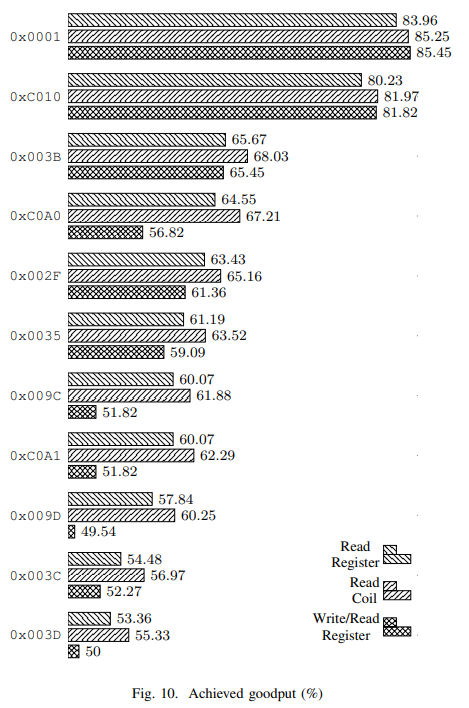 83.96
0x0001 85.25
85.45
80.23
0xC010 81.97
81.82
65.67
0x003B 68.03
65.45
64.55
0xC0A0 67.21
56.82
63.43
0x002F 65.16
61.36
61.19
0x0035 63.52
59.09
60.07
0x009C 61.88
51.82
60.07
0xC0A1 62.29
51.82
57.84
0x009D 60.25
49.54
54.48
0x003C 56.97
52.27
53.36
0x003D 55.33
50
Read
Register
Read
Coil
Write/Read
Register
Fig. 10. Achieved goodput (%)